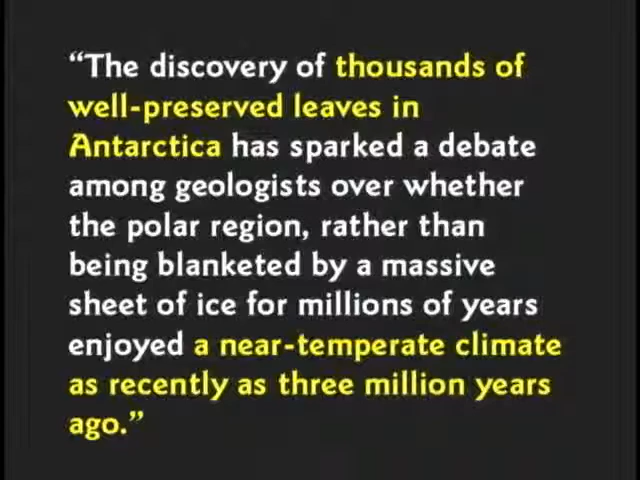 “The discovery of thousands of
well-preserved leaves in
Antarctica has sparked a debate
among geologists over whether
the polar region, rather than
being blanketed by a massive
sheet of ice for millions of years
enjoyed a near-temperate climate
as recently as three million years
ago.”